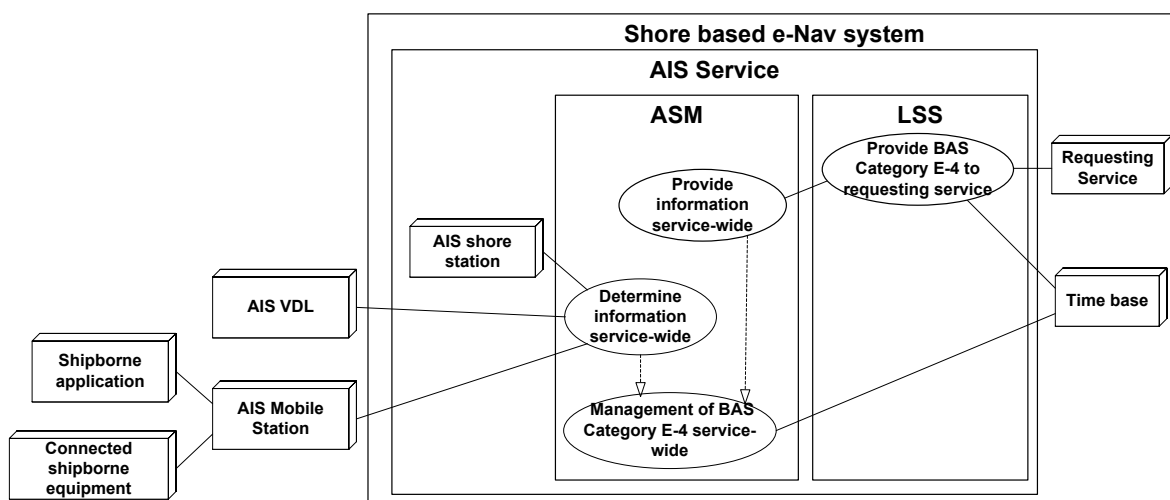 Shore based e-Nav system
AIS Service
ASM
LSS
Provide BAS
Category E-4 to
requesting service
Requesting
Service
Provide
information
service-wide
AIS shore
station
AIS VDL
Determine
information
service-wide
Time base
Shipborne
application
AIS Mobile
Station
Management of BAS
Category E-4 service-
wide
Connected
shipborne
equipment